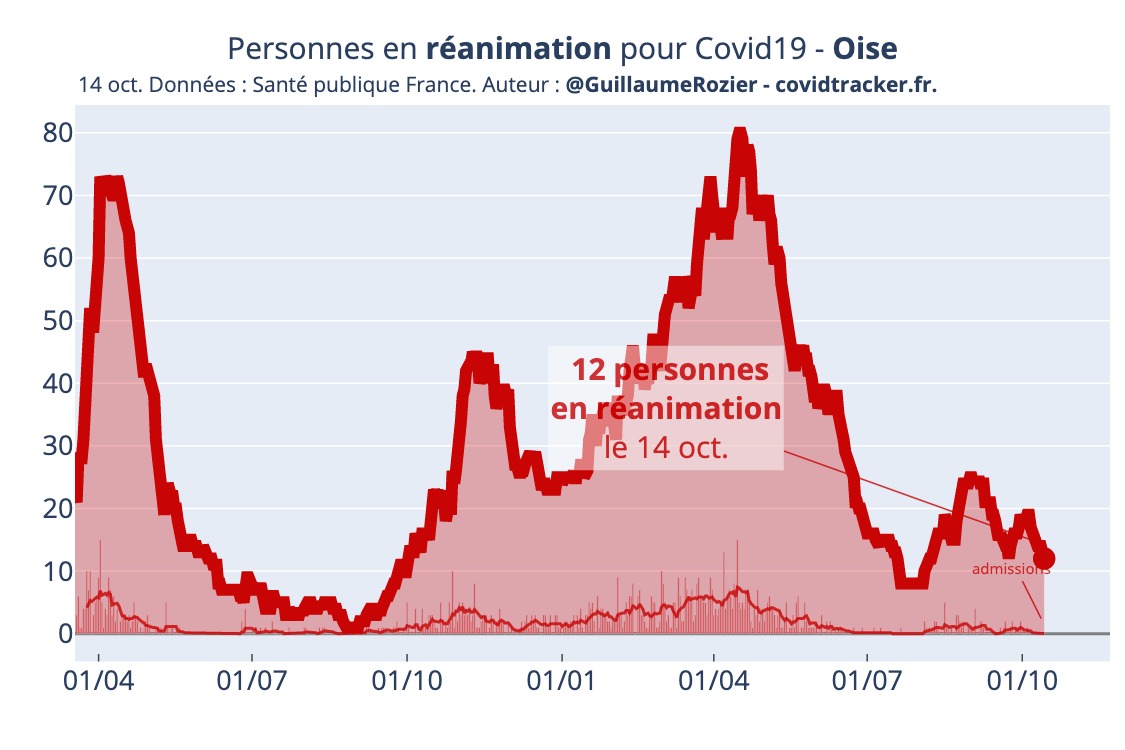 Personnes en réanimation pour Covid19 - Oise
14 oct. Données : Santé publique France. Auteur : @GuillaumeRozier - covidtracker.fr.
80
70
60
50
40
30
20
10
0
12 personnes
en réanimation
le 14 oct.
admissions
01/04
01/07
01/10
01/01
01/04
01/07
01/10